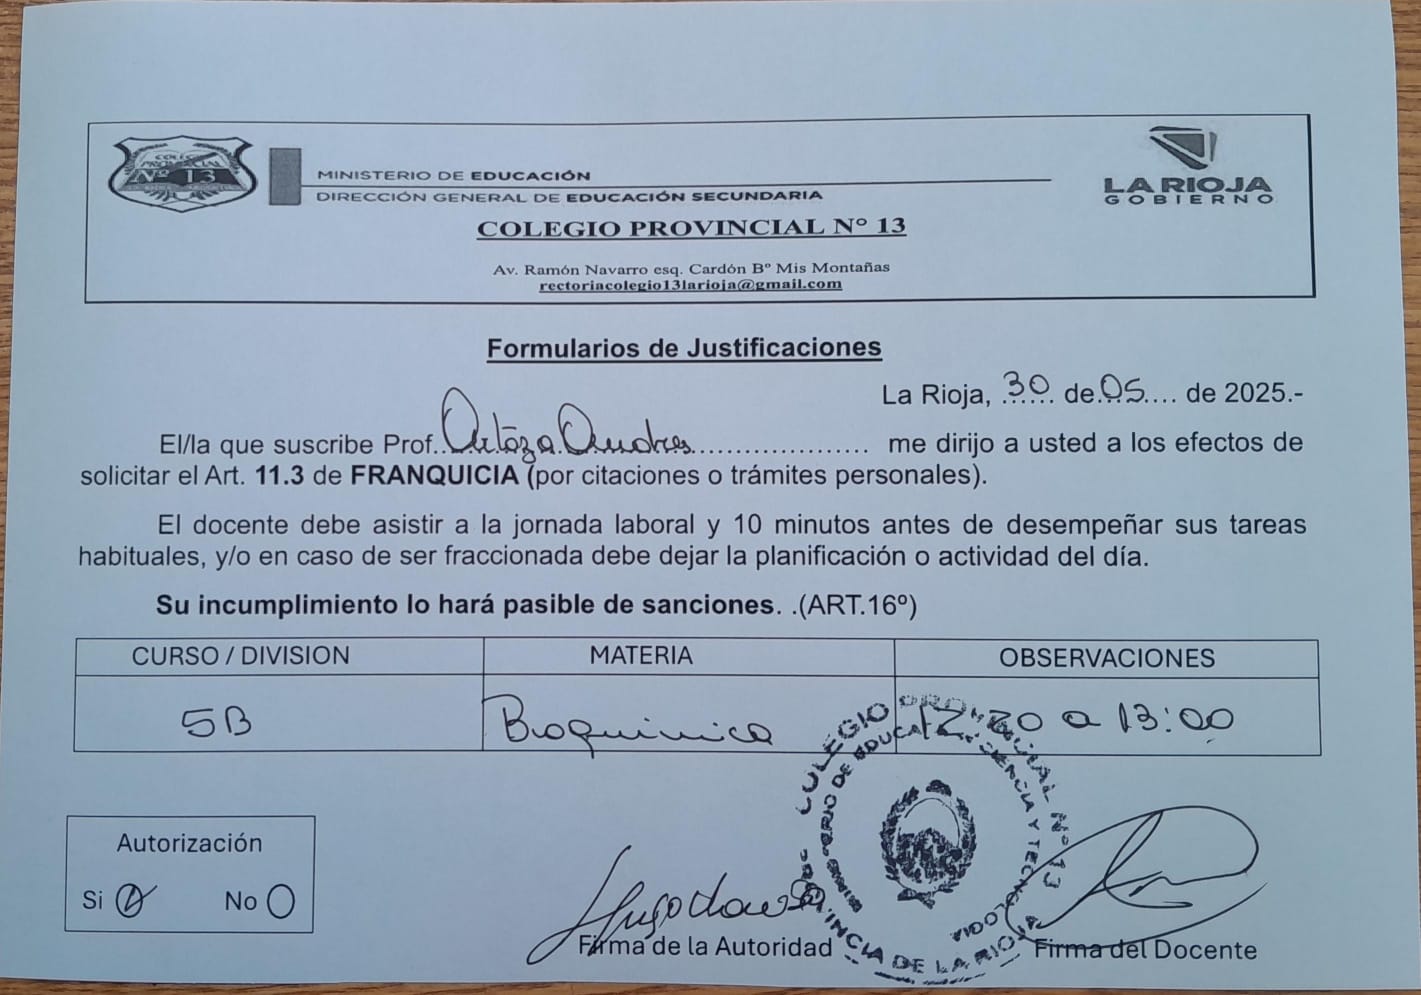 COLEGIO
PROVINCIAL
Nº 13
MINISTERIO DE EDUCACIÓN
DIRECCIÓN GENERAL DE EDUCACIÓN SECUNDARIA
LA RIOJA
GOBIERNO
COLEGIO PROVINCIAL Nº 13
Av. Ramón Navarro esq. Cardón Bº Mis Montañas
rectoriacolegio13larioja@gmail.com
Formularios de Justificaciones
La Rioja, 30 de 05 de 2025.-
El/la que suscribe Prof. me dirijo a usted a los efectos de
solicitar el Art. 11.3 de FRANQUICIA (por citaciones o trámites personales).
El docente debe asistir a la jornada laboral y 10 minutos antes de desempeñar sus tareas
habituales, y/o en caso de ser fraccionada debe dejar la planificación o actividad del día.
Su incumplimiento lo hará pasible de sanciones. .(ART.16º)
CURSO / DIVISION MATERIA OBSERVACIONES
5B Bioquimica a 13:00
Autorización
Si No
COLEGIO PROVINCIAL Nº 13
PROVINCIA DE LA RIOJA
Firma de la Autoridad Firma del Docente